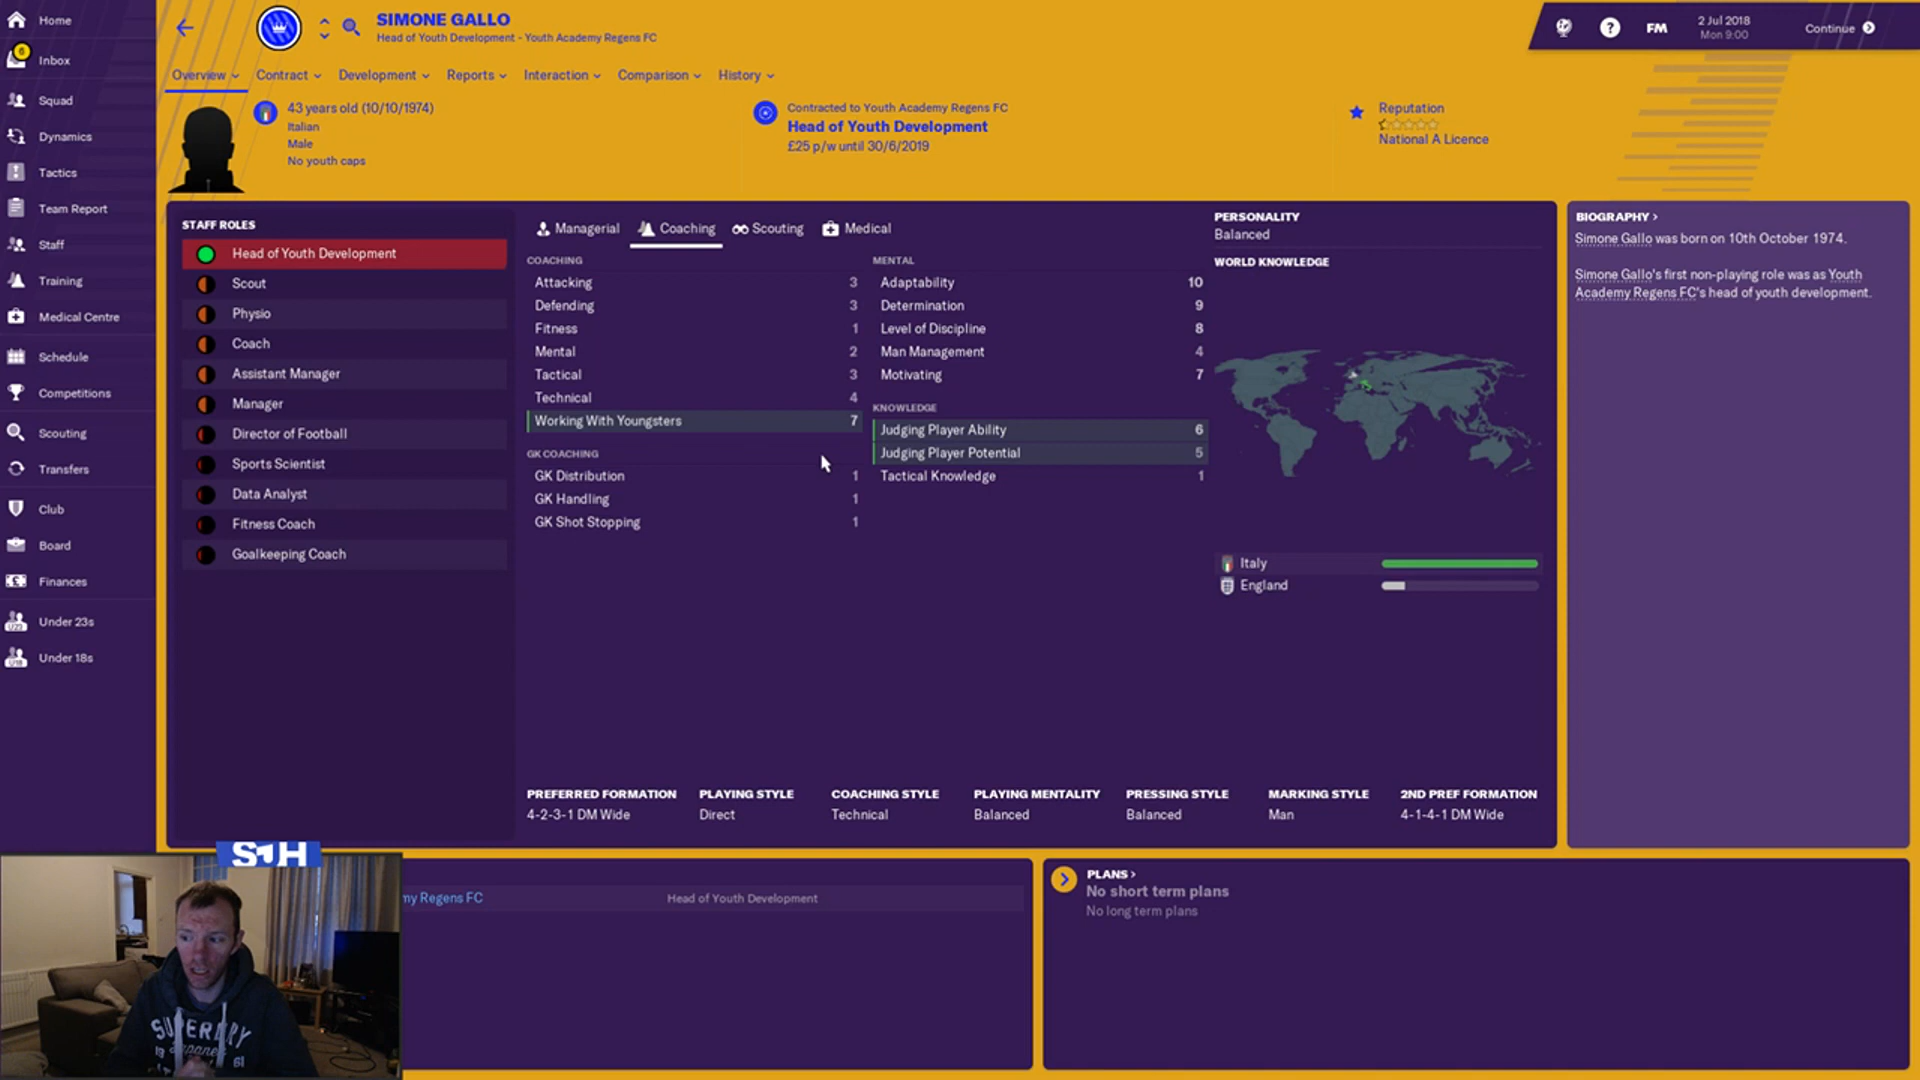 Home
Inbox
6
Squad
Dynamics
Tactics
Team Report
Staff
Training
Medical Centre
Schedule
Competitions
Scouting
Transfers
Club
Board
Finances
Under 23s
Under 18s
SIMONE GALLO
Head of Youth Development - Youth Academy Regens FC
FM
2 Jul 2018
Mon 9:00
Continue
Overview
Contract
Development
Reports
Interaction
Comparison
History
43 years old (10/10/1974)
Italian
Male
No youth caps
Contracted to Youth Academy Regens FC
Head of Youth Development
£25 p/w until 30/6/2019
Reputation
National A Licence
STAFF ROLES
Head of Youth Development
Scout
Physio
Coach
Assistant Manager
Manager
Director of Football
Sports Scientist
Data Analyst
Fitness Coach
Goalkeeping Coach
Managerial
Coaching
Scouting
Medical
COACHING
Attacking 3
Defending 3
Fitness 1
Mental 2
Tactical 3
Technical 4
Working With Youngsters 7
GK COACHING
GK Distribution 1
GK Handling 1
GK Shot Stopping 1
MENTAL
Adaptability 10
Determination 9
Level of Discipline 8
Man Management 4
Motivating 7
KNOWLEDGE
Judging Player Ability 6
Judging Player Potential 5
Tactical Knowledge 1
PERSONALITY
Balanced
WORLD KNOWLEDGE
Italy
England
PREFERRED FORMATION
4-2-3-1 DM Wide
PLAYING STYLE
Direct
COACHING STYLE
Technical
PLAYING MENTALITY
Balanced
PRESSING STYLE
Balanced
MARKING STYLE
Man
2ND PREF FORMATION
4-1-4-1 DM Wide
BIOGRAPHY >
Simone Gallo was born on 10th October 1974.
Simone Gallo's first non-playing role was as Youth
Academy Regens FC's head of youth development.
my Regens FC
Head of Youth Development
PLANS >
No short term plans
No long term plans
SJH
SUPERDRY